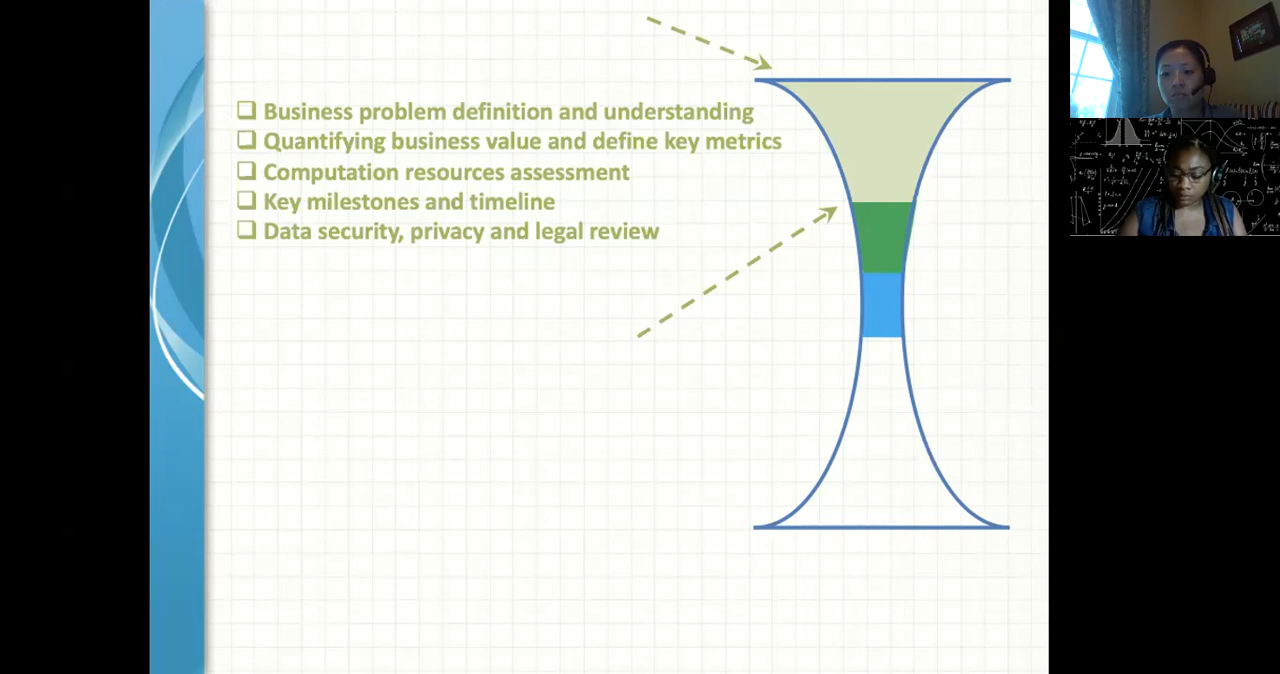 ❑ Business problem definition and understanding
❑ Quantifying business value and define key metrics
❑ Computation resources assessment
❑ Key milestones and timeline
❑ Data security, privacy and legal review